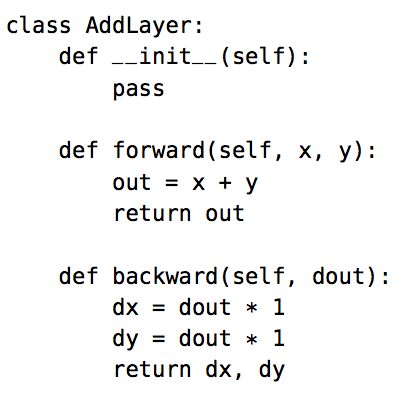 class AddLayer:
    def __init__(self):
        pass

    def forward(self, x, y):
        out = x + y
        return out

    def backward(self, dout):
        dx = dout * 1
        dy = dout * 1
        return dx, dy